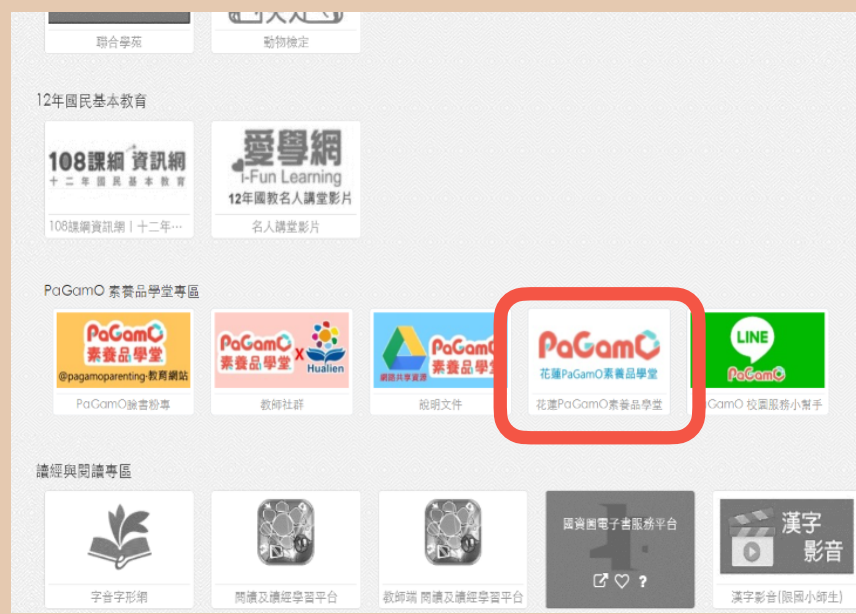 聯合學苑
動物檢定
12年國民基本教育
108課綱 資訊網
十二年國民基本教育
108課綱資訊網 | 十二年…
愛學網
i-Fun Learning
12年國教名人講堂影片
名人講堂影片
PaGamO 素養品學堂專區
PaGamO
素養品學堂
@pagamoparenting-教育網站
PaGamO臉書粉專
PaGamO
素養品學堂
x
Hualien
教師社群
網路共享資源
PaGamO
素養品學
說明文件
PaGamO
花蓮PaGamO素養品學堂
花蓮PaGamO素養品學堂
LINE
PaGamO
GamO 校園服務小幫手
讀經與閱讀專區
字音字形網
閱讀及讀經學習平台
教師端 閱讀及讀經學習平台
國資圖電子書服務平台
?
漢字
影音
漢字影音(限國小師生)